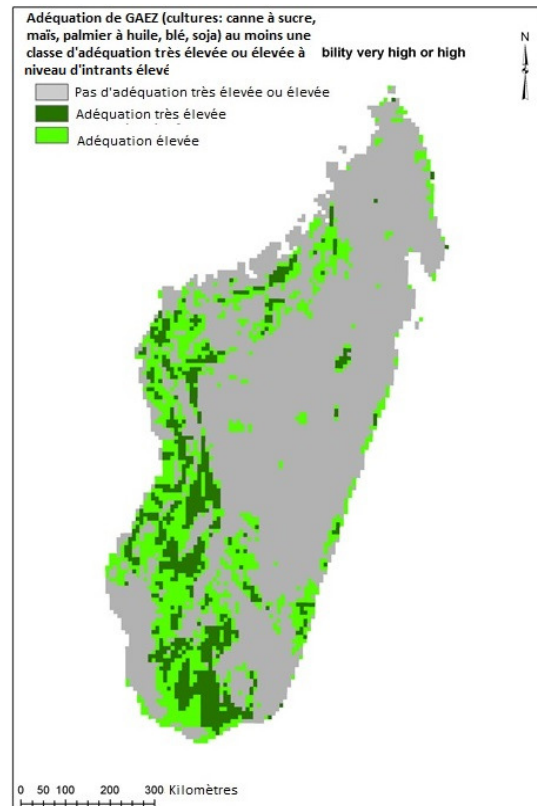 Adéquation de GAEZ (cultures: canne à sucre,
maïs, palmier à huile, blé, soja) au moins une
classe d'adéquation très élevée ou élevée à bility very high or high
niveau d'intrants élevé
N
Pas d'adéquation très élevée ou élevée
Adéquation très élevée
Adéquation élevée
0 50 100 200 300 Kilomètres